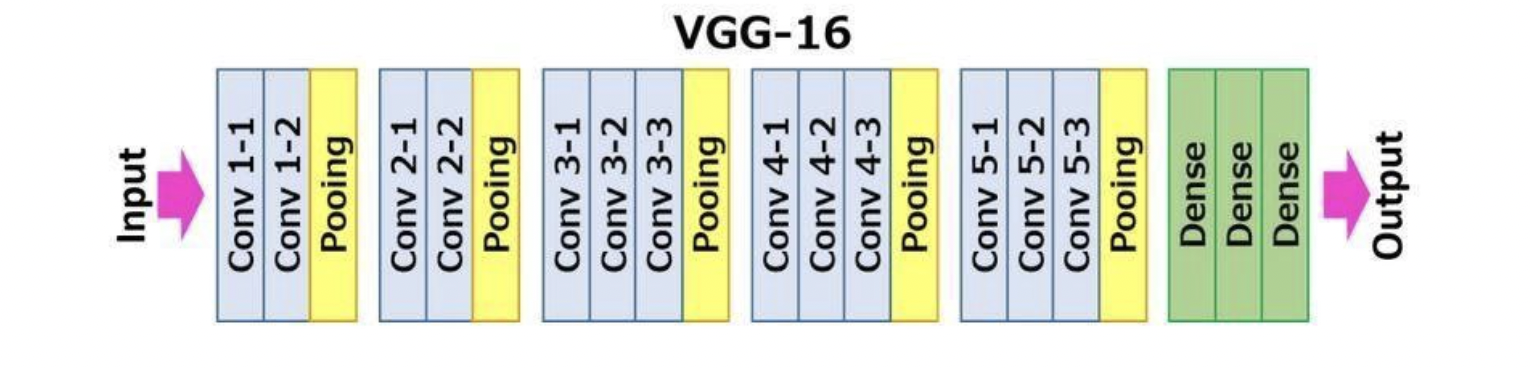 VGG-16
Input
Conv 1-1
Conv 1-2
Pooing
Conv 2-1
Conv 2-2
Pooing
Conv 3-1
Conv 3-2
Conv 3-3
Pooing
Conv 4-1
Conv 4-2
Conv 4-3
Pooing
Conv 5-1
Conv 5-2
Conv 5-3
Pooing
Dense
Dense
Dense
Output